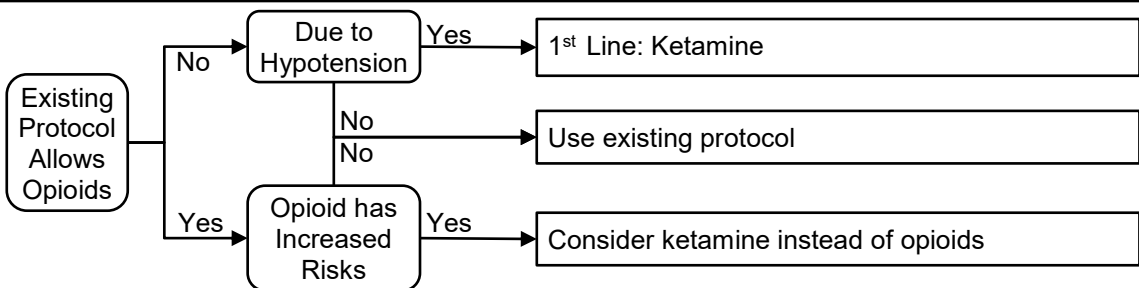 Existing
Protocol
Allows
Opioids
No
Yes
Due to
Hypotension
Yes
1st Line: Ketamine
No
No
Use existing protocol
Opioid has
Increased
Risks
Yes
Consider ketamine instead of opioids